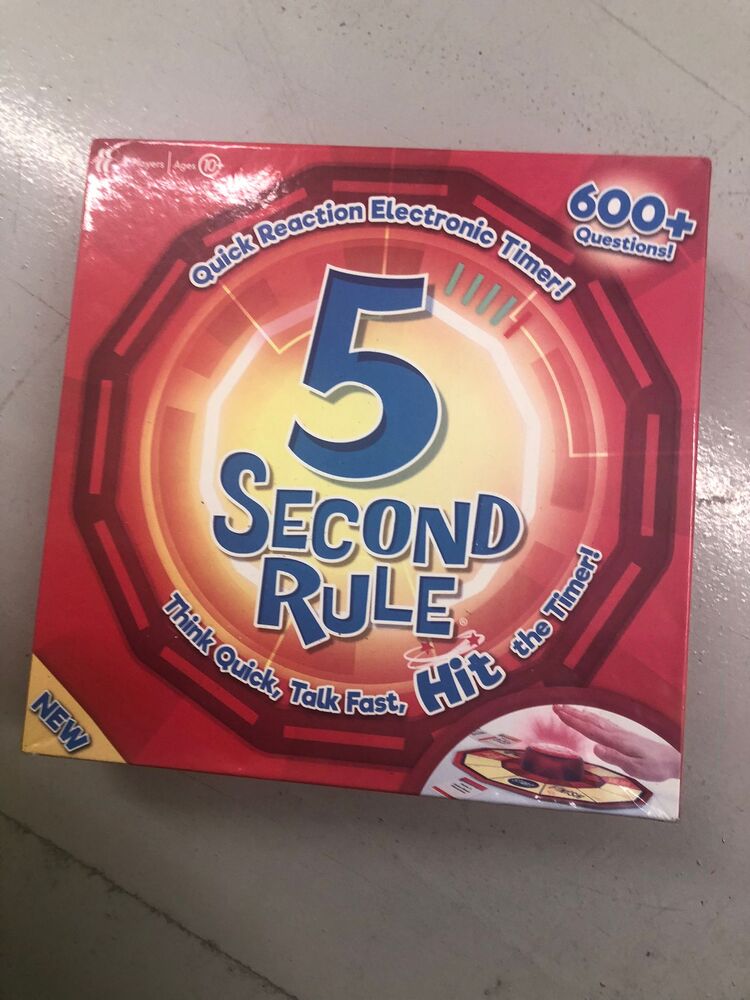 Players | Ages 10+
600+
Questions!
Quick Reaction Electronic Timer!
5
SECOND
RULE®
Think Quick, Talk Fast, Hit the Timer!
NEW